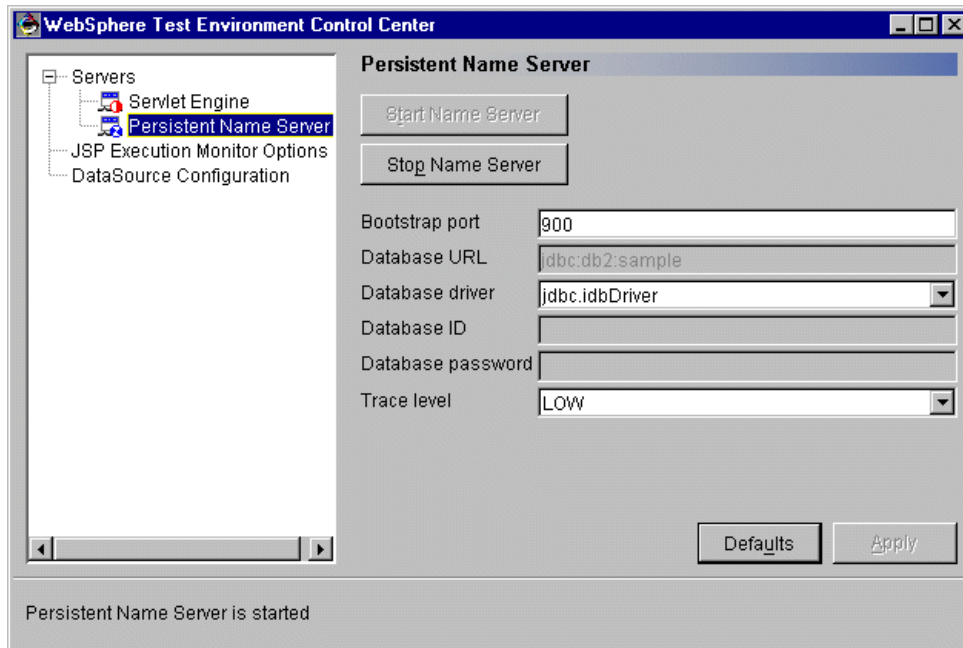 WebSphere Test Environment Control Center
Servers
Servlet Engine
Persistent Name Server
JSP Execution Monitor Options
DataSource Configuration
Persistent Name Server
Start Name Server
Stop Name Server
Bootstrap port 900
Database URL jdbc:db2:sample
Database driver jdbc.idbDriver
Database ID
Database password
Trace level LOW
Defaults Apply
Persistent Name Server is started